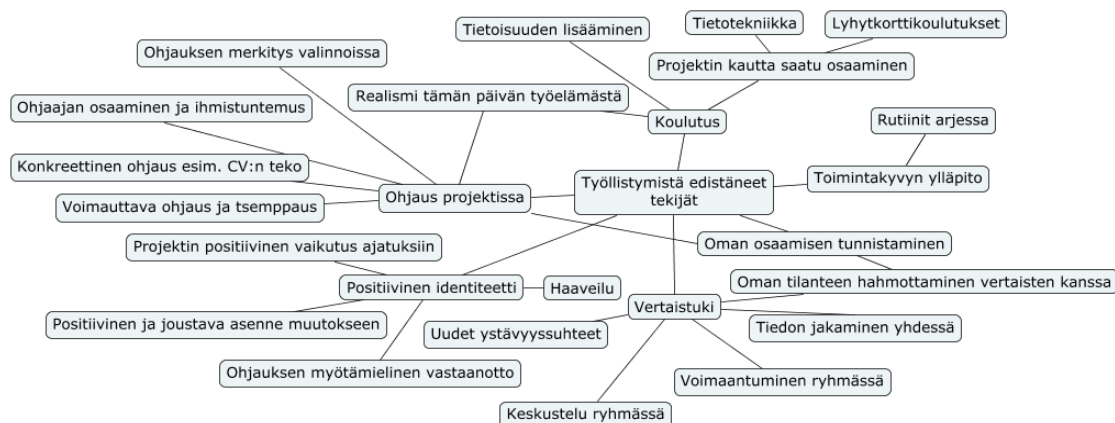 Tietotekniikka
Lyhytkorttikoulutukset
Tietoisuuden lisääminen
Ohjauksen merkitys valinnoissa
Projektin kautta saatu osaaminen
Realismi tämän päivän työelämästä
Ohjaajan osaaminen ja ihmistuntemus
Koulutus
Rutiinit arjessa
Konkreettinen ohjaus esim. CV:n teko
Toimintakyvyn ylläpito
Työllistymistä edistäneet
tekijät
Ohjaus projektissa
Voimauttava ohjaus ja tsemppaus
Projektin positiivinen vaikutus ajatuksiin
Oman osaamisen tunnistaminen
Oman tilanteen hahmottaminen vertaisten kanssa
Positiivinen identiteetti
Haaveilu
Vertaistuki
Positiivinen ja joustava asenne muutokseen
Uudet ystävyyssuhteet
Tiedon jakaminen yhdessä
Ohjauksen myötämielinen vastaanotto
Voimaantuminen ryhmässä
Keskustelu ryhmässä